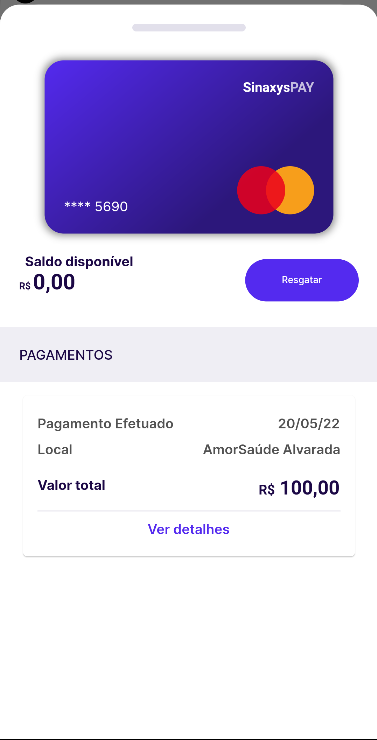 SinaxysPAY
**** 5690
Saldo disponível
R$ 0,00
Resgatar
PAGAMENTOS
Pagamento Efetuado 20/05/22
Local AmorSaúde Alvarada
Valor total R$ 100,00
Ver detalhes